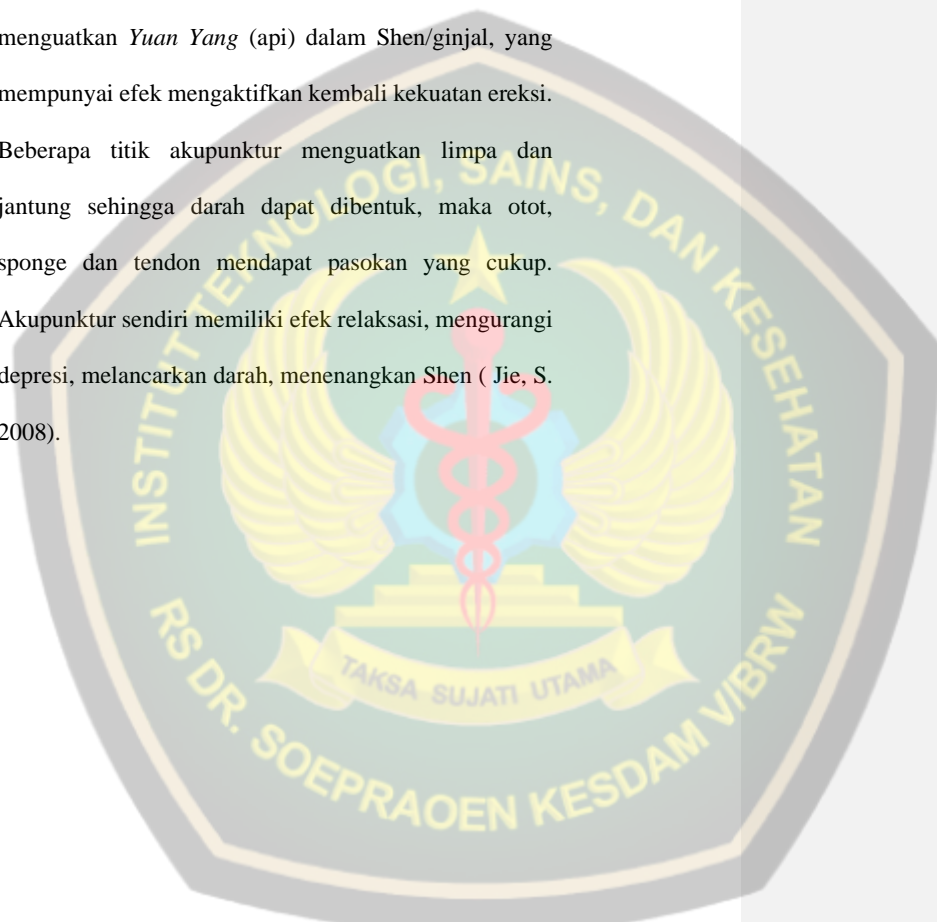 menguatkan Yuan Yang (api) dalam Shen/ginjal, yang
mempunyai efek mengaktifkan kembali kekuatan ereksi.
Beberapa titik akupunktur menguatkan limpa dan
jantung sehingga darah dapat dibentuk, maka otot,
sponge dan tendon mendapat pasokan yang cukup.
Akupunktur sendiri memiliki efek relaksasi, mengurangi
depresi, melancarkan darah, menenangkan Shen ( Jie, S.
2008).
INSTITUT TEKNOLOGI, SAINS, DAN KESEHATAN
TAKSA SUJATI UTAMA
RS DR. SOEPRAOEN KESDAM V/BRW